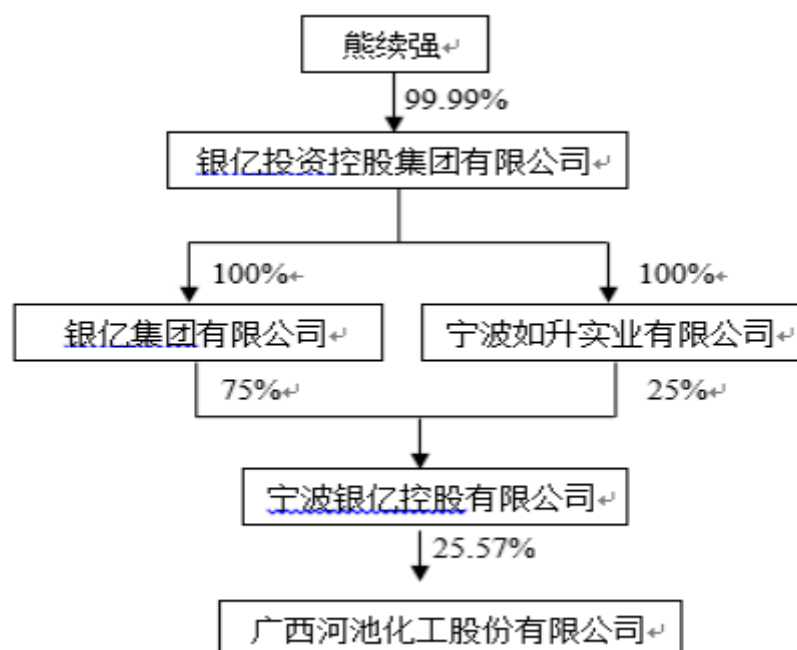 熊续强
99.99%
银亿投资控股集团有限公司
100%
100%
银亿集团有限公司
宁波如升实业有限公司
75%
25%
宁波银亿控股有限公司
25.57%
广西河池化工股份有限公司